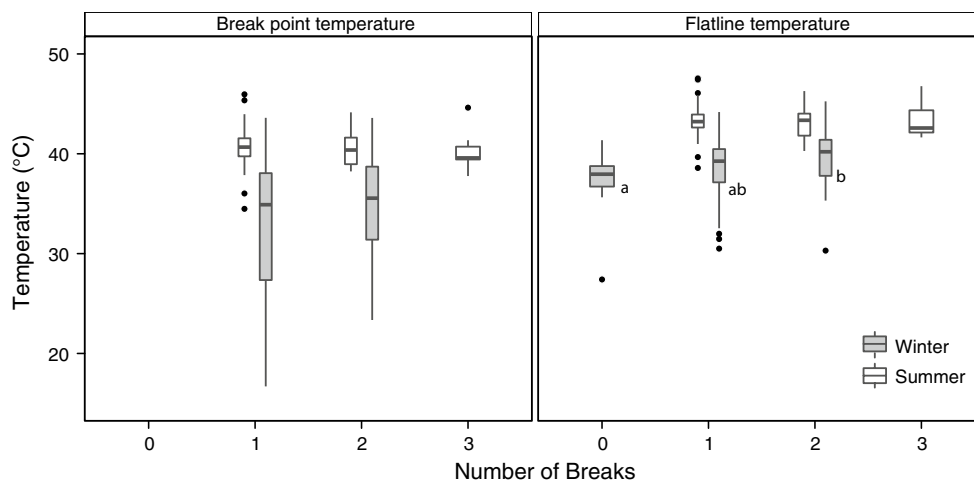 Break point temperature
Flatline temperature
50
40
30
20
Temperature (°C)
a
ab
b
Winter
Summer
0 1 2 3
0 1 2 3
Number of Breaks